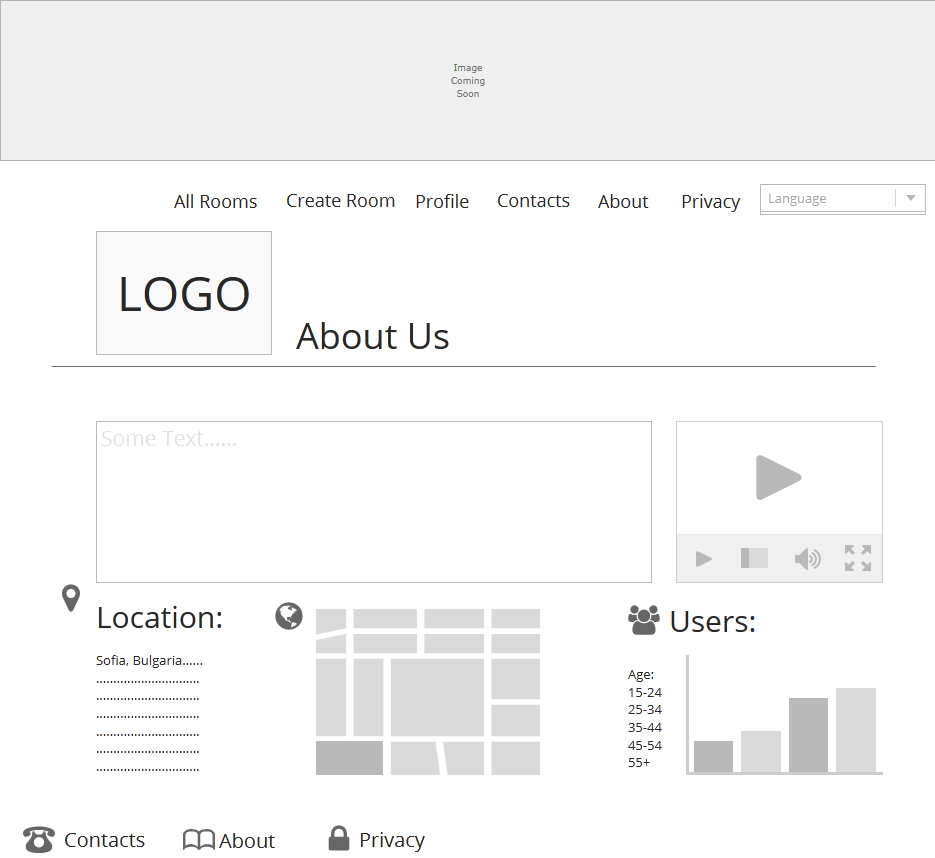 Image
Coming
Soon
All Rooms Create Room Profile Contacts About Privacy Language
LOGO
About Us
Some Text......
Location:
Sofia, Bulgaria......
..............................
..............................
..............................
..............................
..............................
..............................
Users:
Age:
15-24
25-34
35-44
45-54
55+
Contacts About Privacy